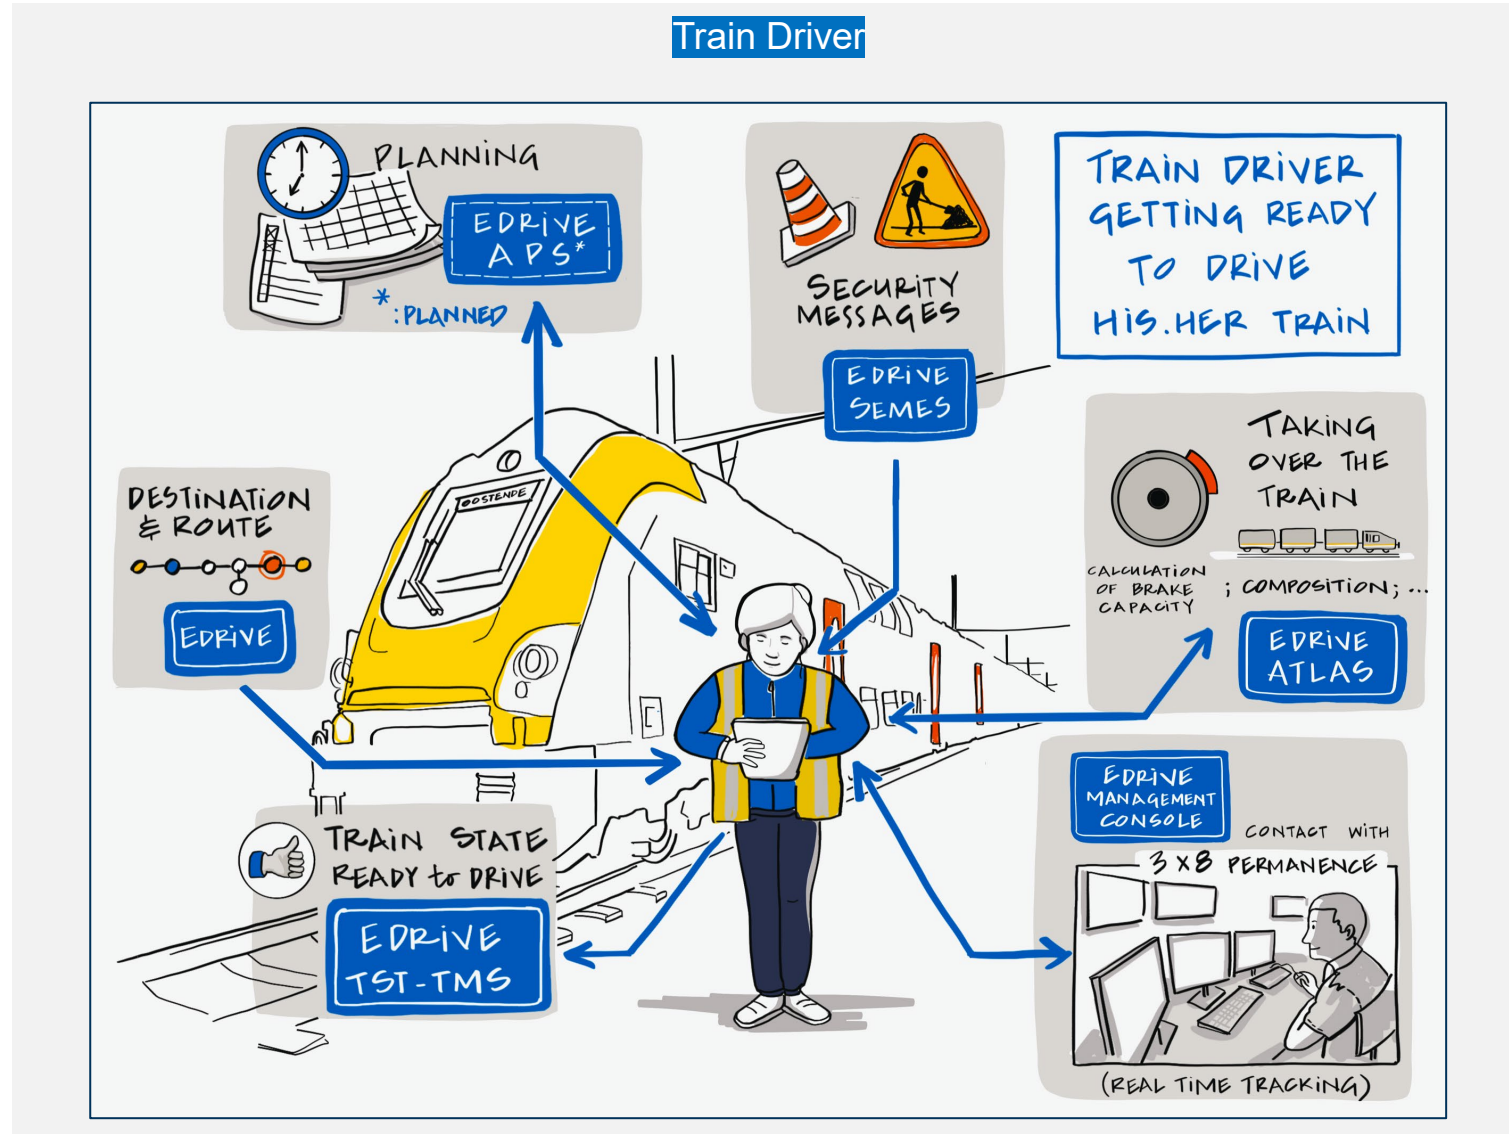 Train Driver
PLANNING
EDRIVE
APS*
*:PLANNED
SECURITY
MESSAGES
EDRIVE
SEMES
TRAIN DRIVER
GETTING READY
TO DRIVE
HIS.HER TRAIN
DESTINATION
& ROUTE
EDRIVE
OOSTENDE
TAKING
OVER THE
TRAIN
CALCULATION
OF BRAKE
CAPACITY
; COMPOSITION; ...
EDRIVE
ATLAS
TRAIN STATE
READY to DRIVE
EDRIVE
TST-TMS
EDRIVE
MANAGEMENT
CONSOLE
CONTACT WITH
3 X 8 PERMANENCE
(REAL TIME TRACKING)